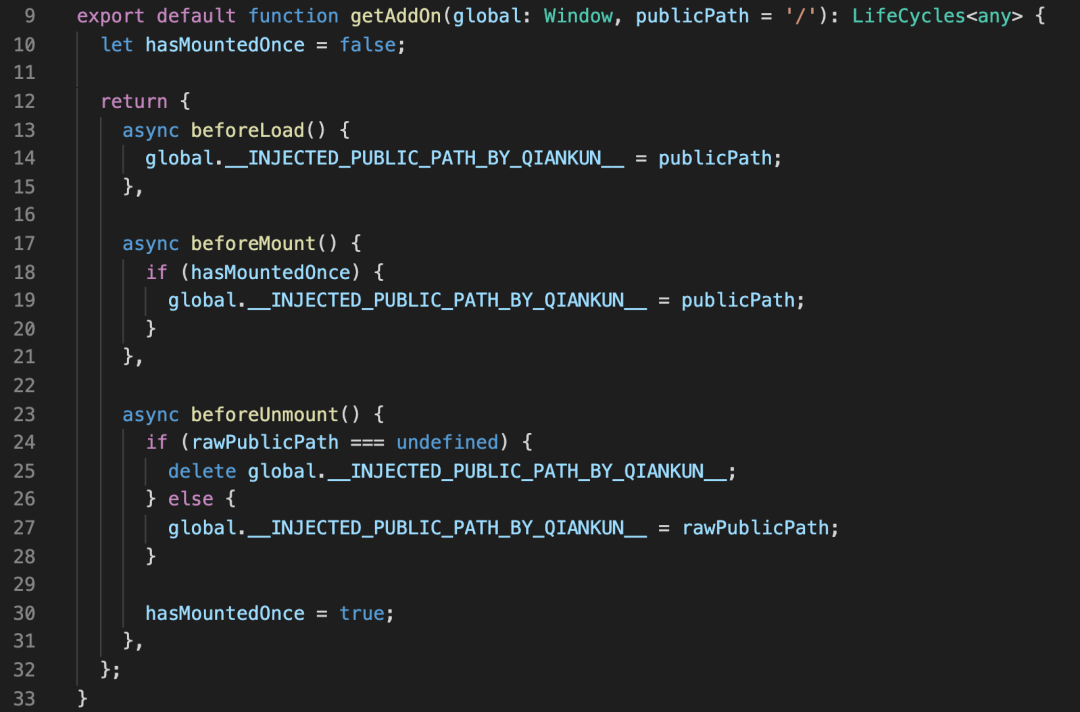 9 export default function getAddOn(global: Window, publicPath = '/'): LifeCycles<any> {
10 let hasMountedOnce = false;
11
12 return {
13 async beforeLoad() {
14 global.__INJECTED_PUBLIC_PATH_BY_QIANKUN__ = publicPath;
15 },
16
17 async beforeMount() {
18 if (hasMountedOnce) {
19 global.__INJECTED_PUBLIC_PATH_BY_QIANKUN__ = publicPath;
20 }
21 },
22
23 async beforeUnmount() {
24 if (rawPublicPath === undefined) {
25 delete global.__INJECTED_PUBLIC_PATH_BY_QIANKUN__;
26 } else {
27 global.__INJECTED_PUBLIC_PATH_BY_QIANKUN__ = rawPublicPath;
28 }
29
30 hasMountedOnce = true;
31 },
32 };
33 }